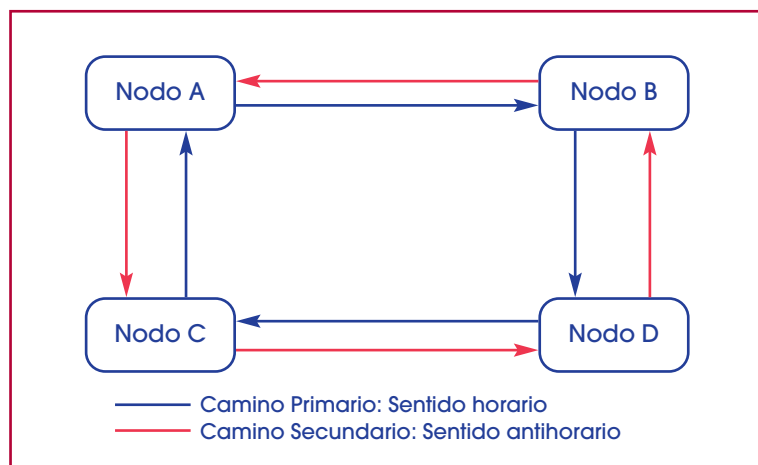 Nodo A
Nodo B
Nodo C
Nodo D
Camino Primario: Sentido horario
Camino Secundario: Sentido antihorario